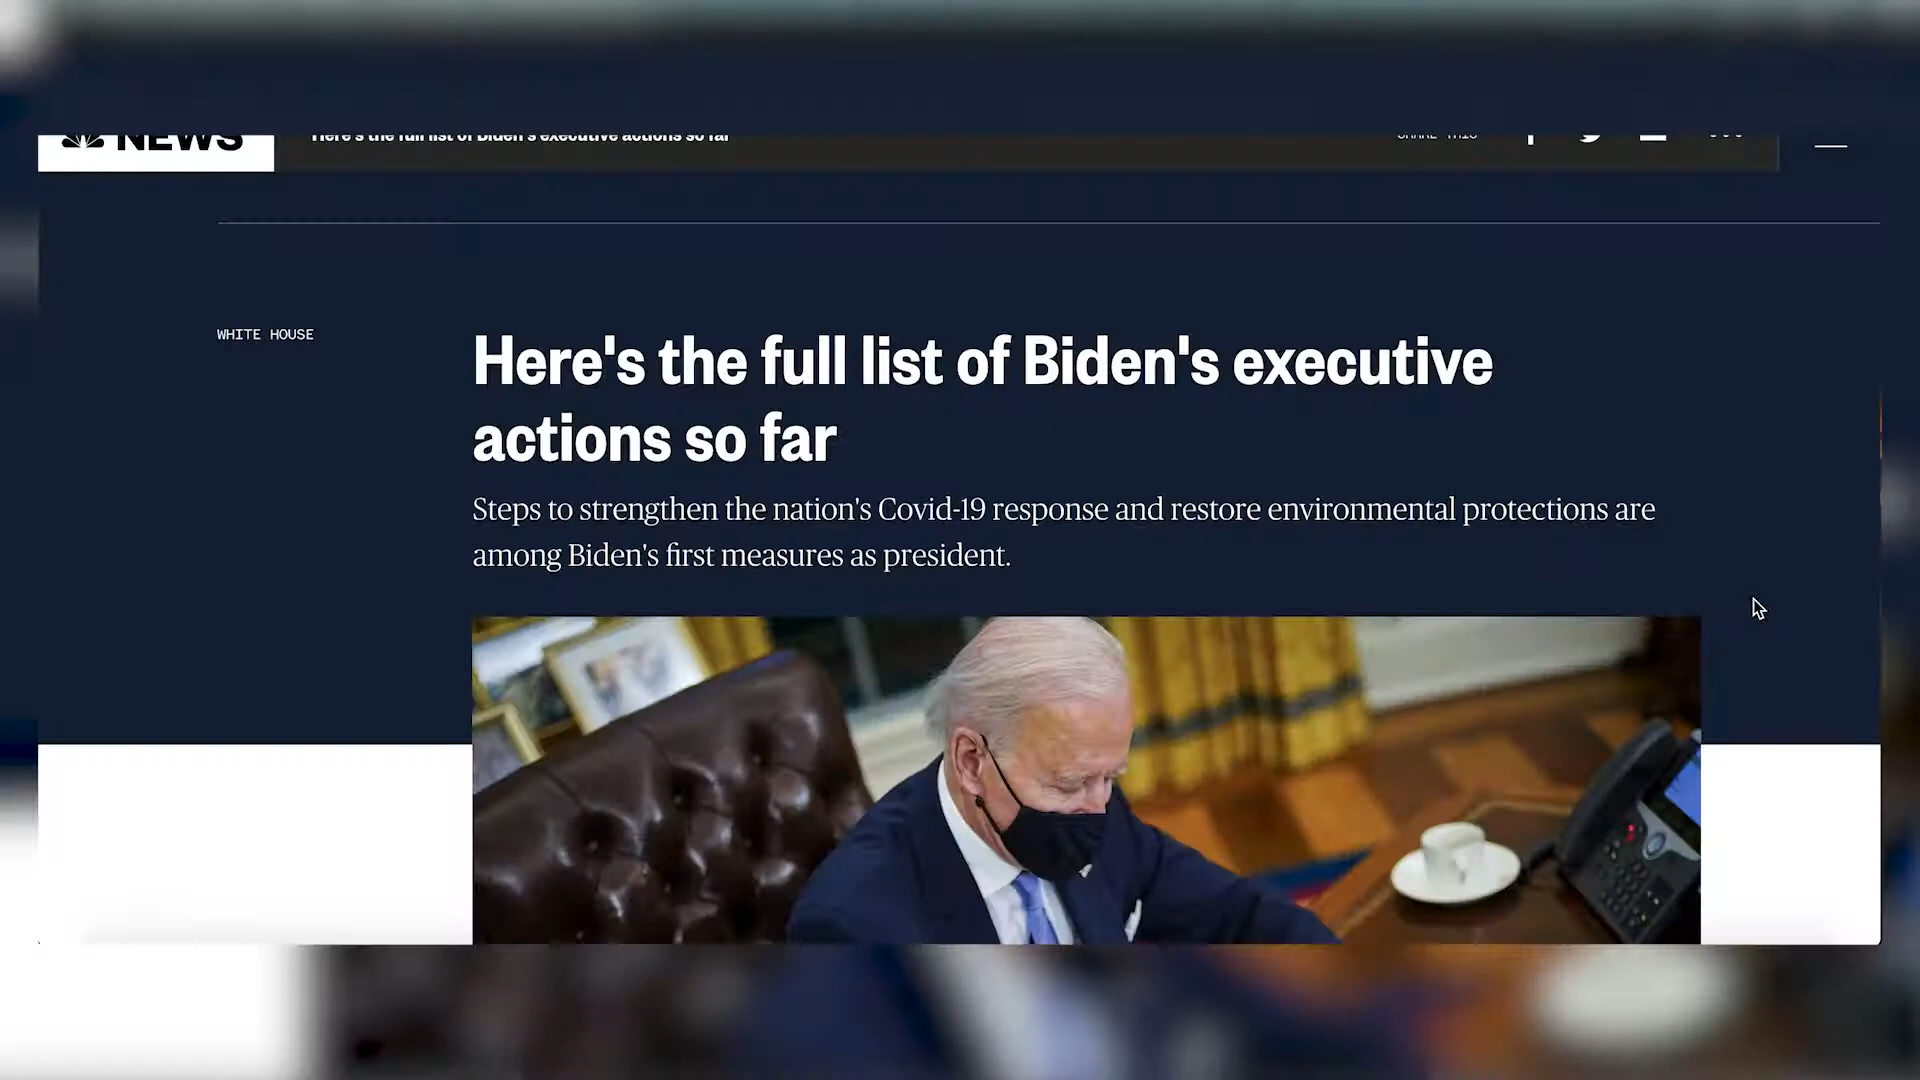 NEWS
Here's the full list of Biden's executive actions so far
SHARE THIS
WHITE HOUSE
Here's the full list of Biden's executive
actions so far
Steps to strengthen the nation's Covid-19 response and restore environmental protections are
among Biden's first measures as president.